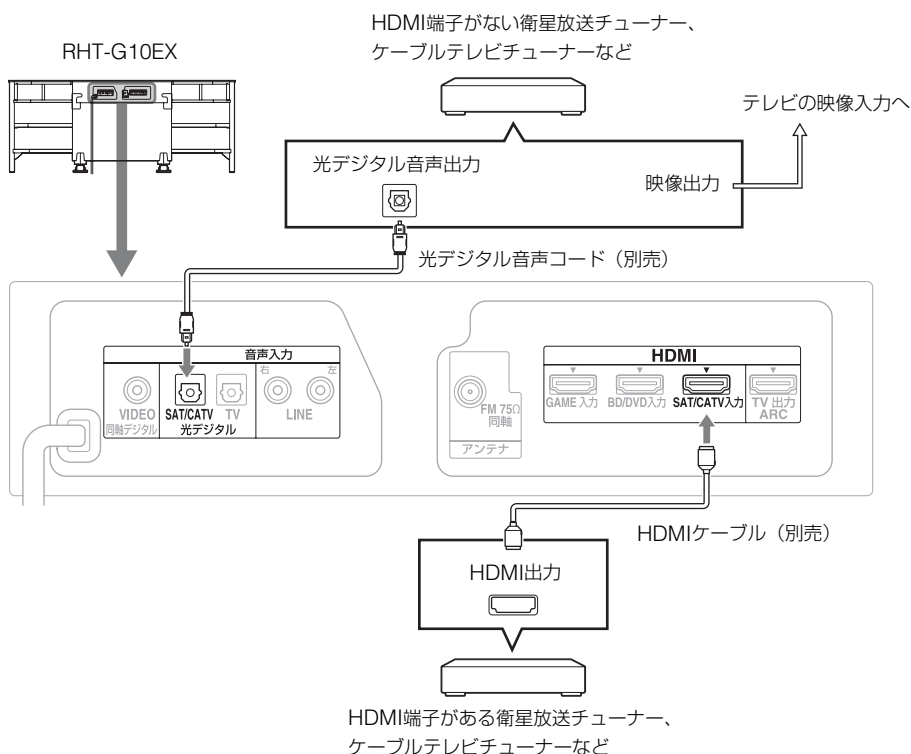 HDMI端子がない衛星放送チューナー、
ケーブルテレビチューナーなど
RHT-G10EX
テレビの映像入力へ
光デジタル音声出力
映像出力
光デジタル音声コード（別売）
音声入力
右
左
VIDEO
同軸デジタル
SAT/CATV
TV
光デジタル
LINE
FM 75Ω
同軸
アンテナ
HDMI
GAME 入力
BD/DVD入力
SAT/CATV入力
TV 出力
ARC
HDMIケーブル（別売）
HDMI出力
HDMI端子がある衛星放送チューナー、
ケーブルテレビチューナーなど